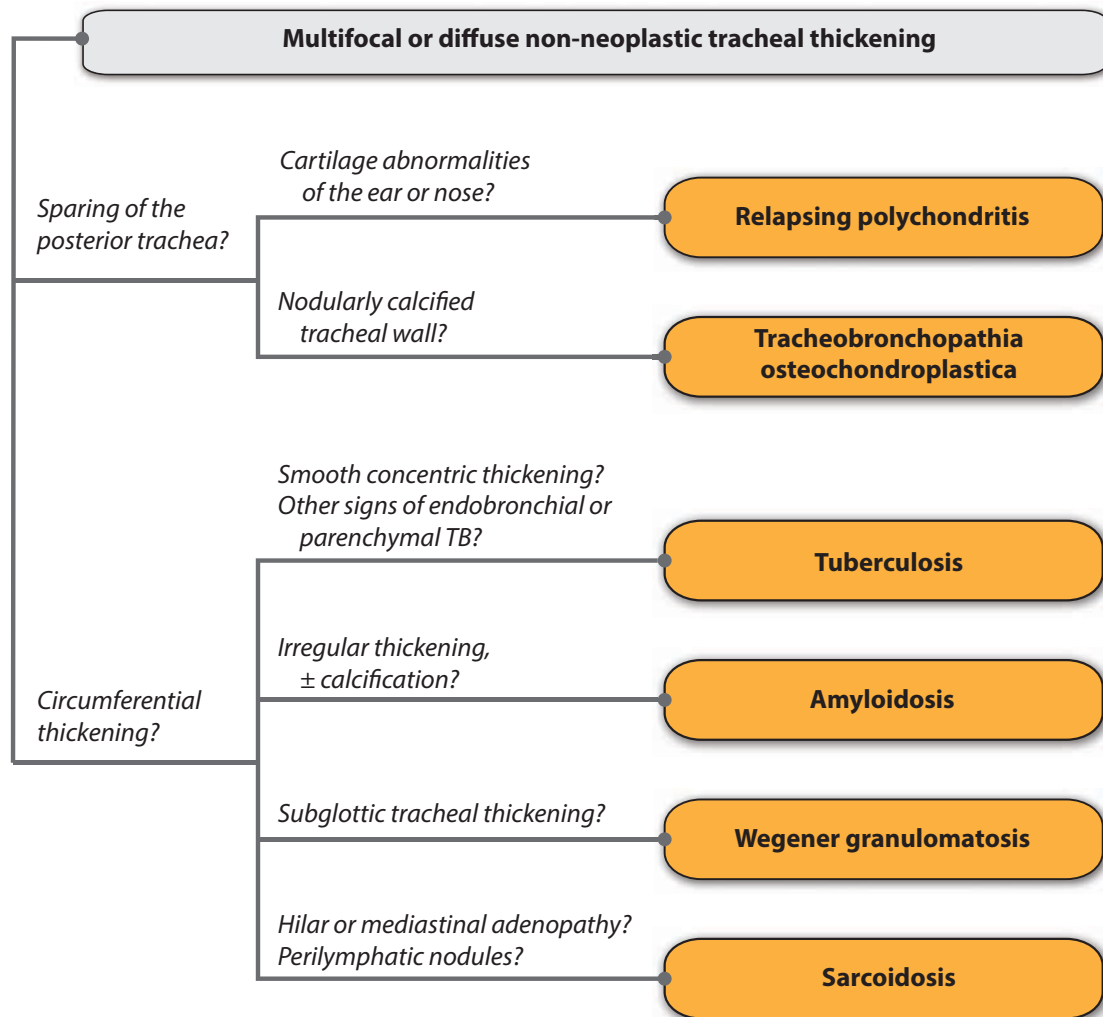 Multifocal or diffuse non-neoplastic tracheal thickening
Sparing of the
posterior trachea?
Cartilage abnormalities
of the ear or nose?
Relapsing polychondritis
Nodularly calcified
tracheal wall?
Tracheobronchopathia
osteochondroplastica
Circumferential
thickening?
Smooth concentric thickening?
Other signs of endobronchial or
parenchymal TB?
Tuberculosis
Irregular thickening,
± calcification?
Amyloidosis
Subglottic tracheal thickening?
Wegener granulomatosis
Hilar or mediastinal adenopathy?
Perilymphatic nodules?
Sarcoidosis